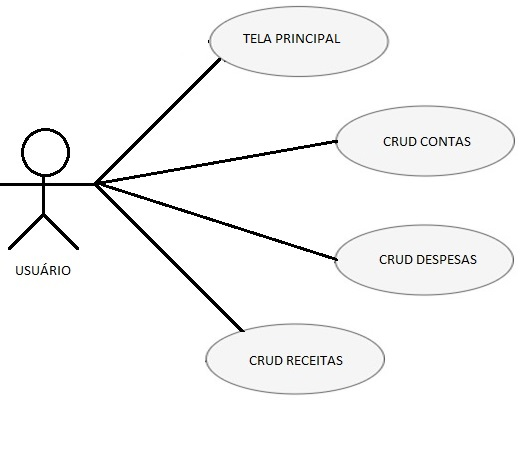 TELA PRINCIPAL
CRUD CONTAS
USUÁRIO
CRUD DESPESAS
CRUD RECEITAS